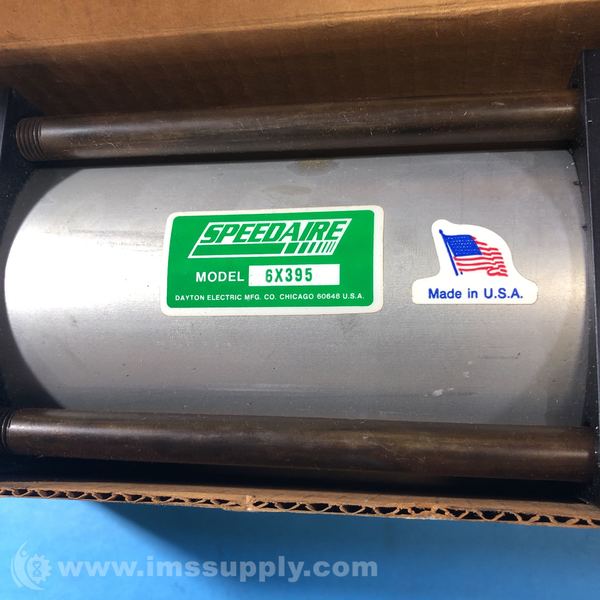 SPEEDAIRE
MODEL 6X395
DAYTON ELECTRIC MFG. CO. CHICAGO 60648 U.S.A.
Made in U.S.A.
www.imssupply.com